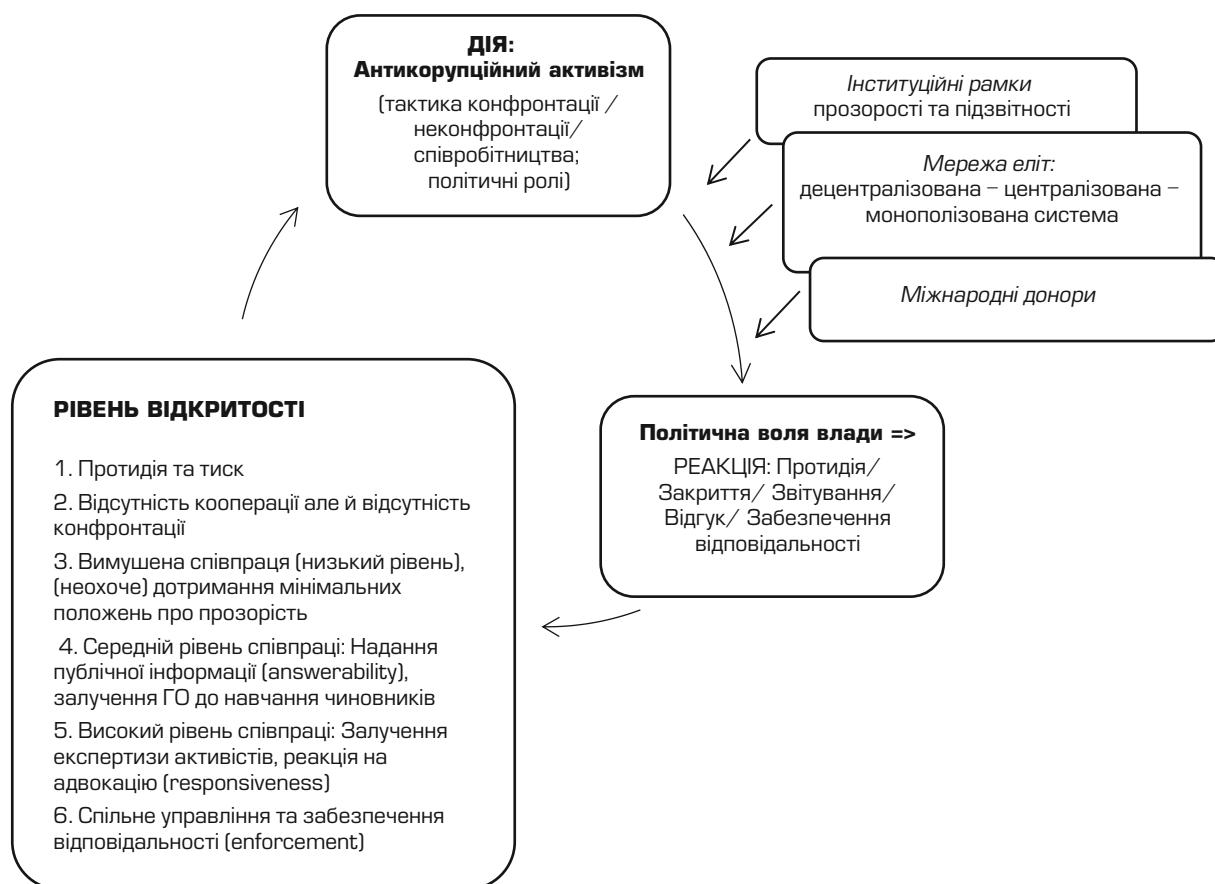 ДІЯ:
Антикорупційний активізм
(тактика конфронтації /
неконфронтації/
співробітництва;
політичні ролі)
Інституційні рамки
прозорості та підзвітності
Мережа еліт:
децентралізована – централізована –
монополізована система
Міжнародні донори
Політична воля влади =>
РЕАКЦІЯ: Протидія/
Закриття/ Звітування/
Відгук/ Забезпечення
відповідальності
РІВЕНЬ ВІДКРИТОСТІ
1. Протидія та тиск
2. Відсутність кооперації але й відсутність
конфронтації
3. Вимушена співпраця (низький рівень),
(неохоче) дотримання мінімальних
положень про прозорість
4. Середній рівень співпраці: Надання
публічної інформації (answerability),
залучення ГО до навчання чиновників
5. Високий рівень співпраці: Залучення
експертизи активістів, реакція на
адвокацію (responsiveness)
6. Спільне управління та забезпечення
відповідальності (enforcement)